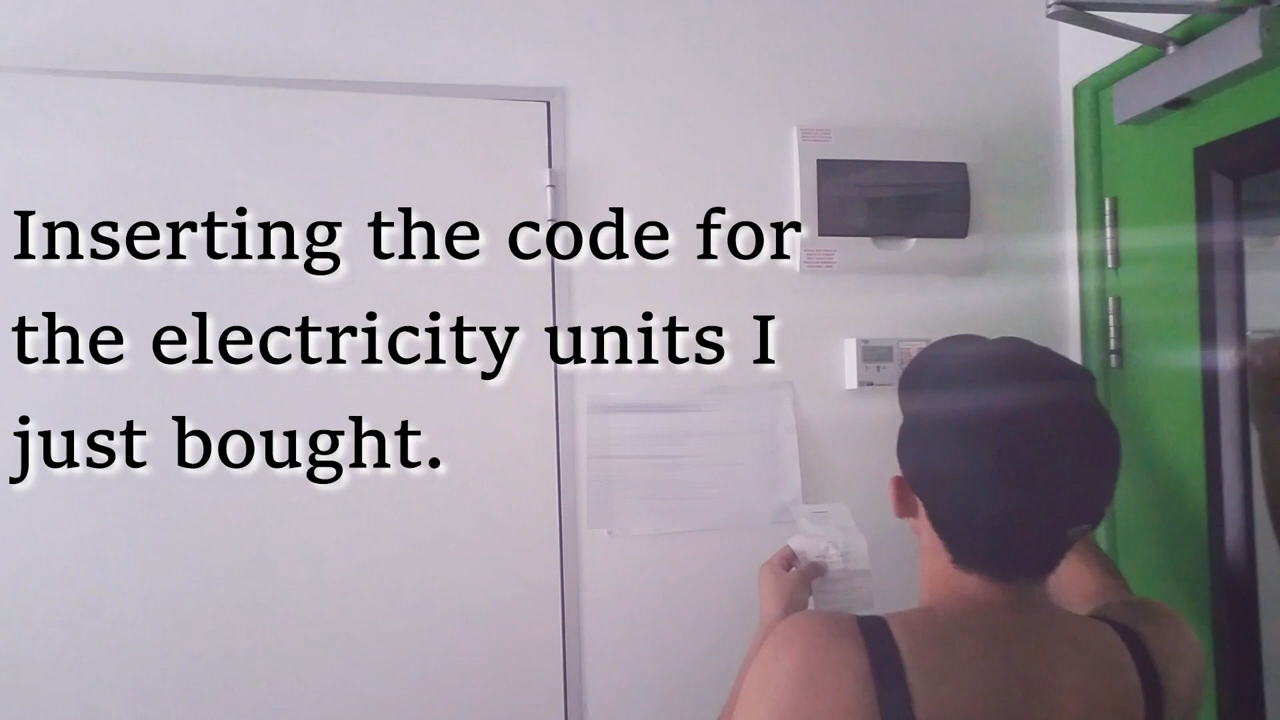 Inserting the code for
the electricity units I
just bought.